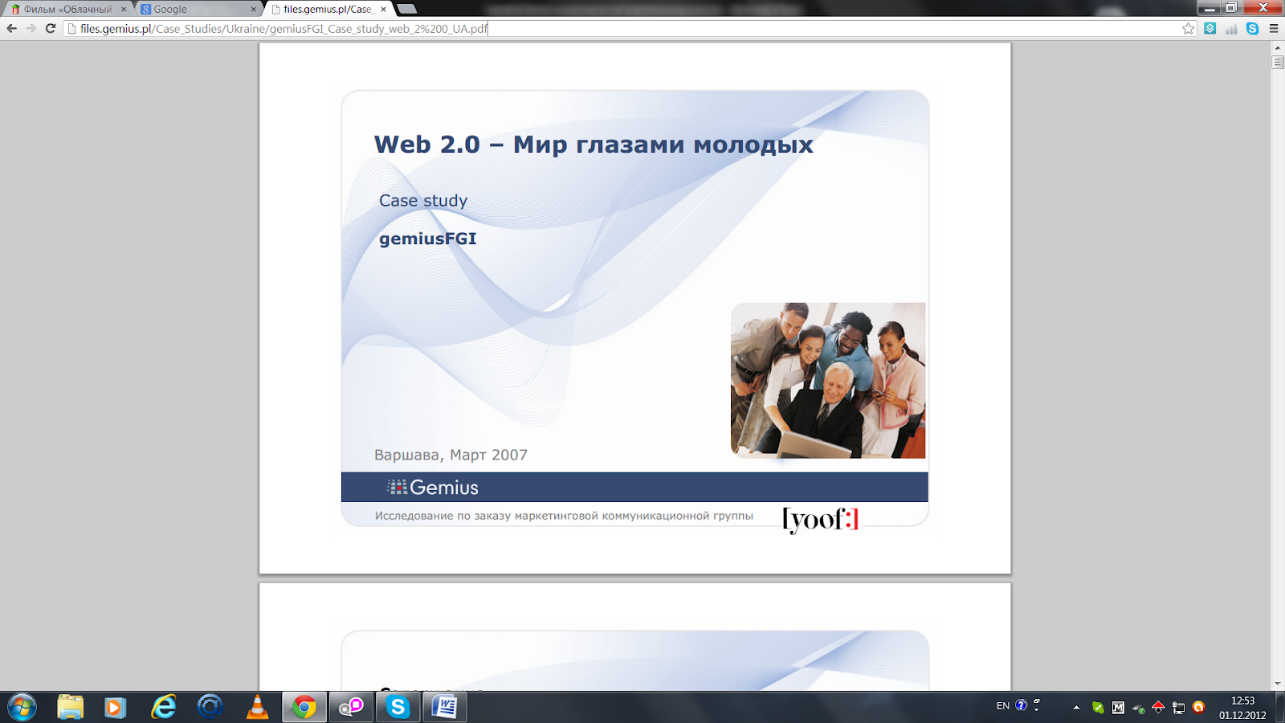 Фильм «Облачный
Google
files.gemius.pl/Case_
files.gemius.pl/Case_Studies/Ukraine/gemiusFGI_Case_study_web_2%200_UA.pdf
Web 2.0 – Мир глазами молодых
Case study
gemiusFGI
Варшава, Март 2007
Gemius
Исследование по заказу маркетинговой коммуникационной группы
[yoof:]
EN
12:53
01.12.2012